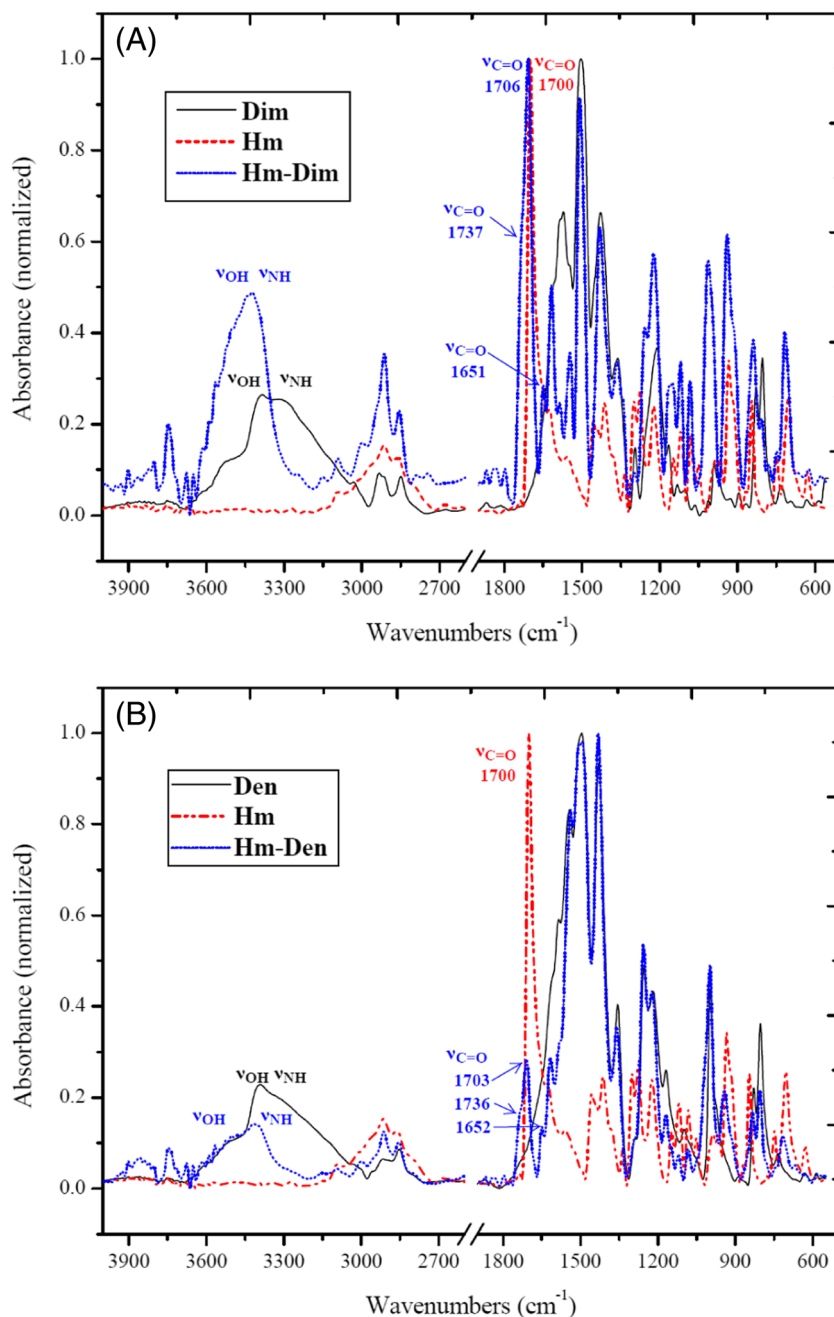 (A)
1.0
0.8
0.6
0.4
0.2
0.0
Absorbance (normalized)
Dim
Hm
Hm-Dim
νC=O νC=O
1706 1700
νC=O
1737
νC=O
1651
νOH νNH
νOH νNH
3900 3600 3300 3000 2700 1800 1500 1200 900 600
Wavenumbers (cm-1)
(B)
1.0
0.8
0.6
0.4
0.2
0.0
Absorbance (normalized)
Den
Hm
Hm-Den
νC=O
1700
νC=O
1703
1736
1652
νOH νNH
νOH νNH
3900 3600 3300 3000 2700 1800 1500 1200 900 600
Wavenumbers (cm-1)